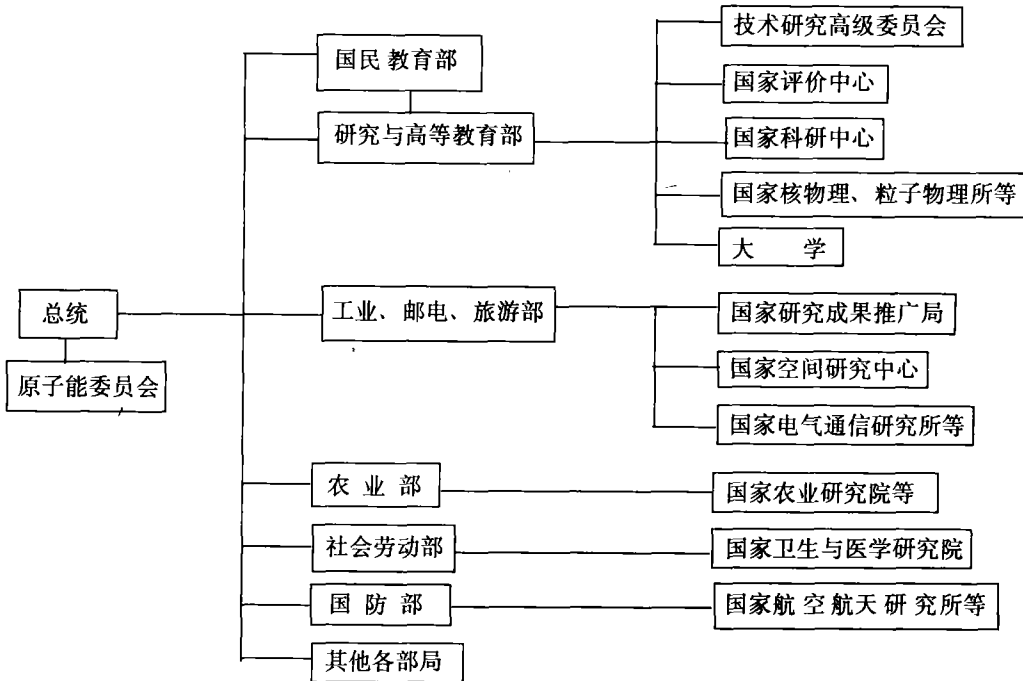 技术研究高级委员会
国民教育部
国家评价中心
研究与高等教育部
国家科研中心
国家核物理、粒子物理所等
大 学
总统
工业、邮电、旅游部
国家研究成果推广局
原子能委员会
国家空间研究中心
国家电气通信研究所等
农业部
国家农业研究院等
社会劳动部
国家卫生与医学研究院
国防部
国家航空航天研究所等
其他各部局